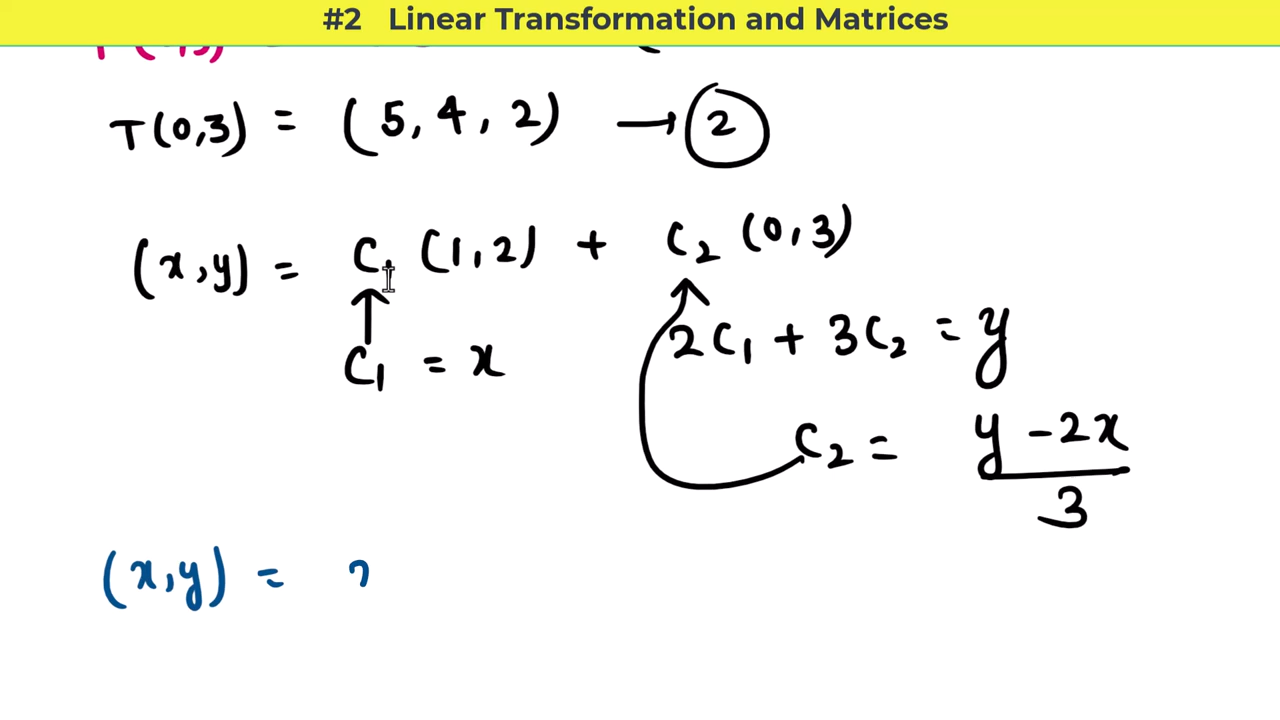 #2 Linear Transformation and Matrices
T(0,3) = (5, 4, 2) → 2
(x,y) = C1 (1,2) + C2 (0,3)
C1 = x
2C1 + 3C2 = y
C2 = y - 2x / 3
(x,y) =